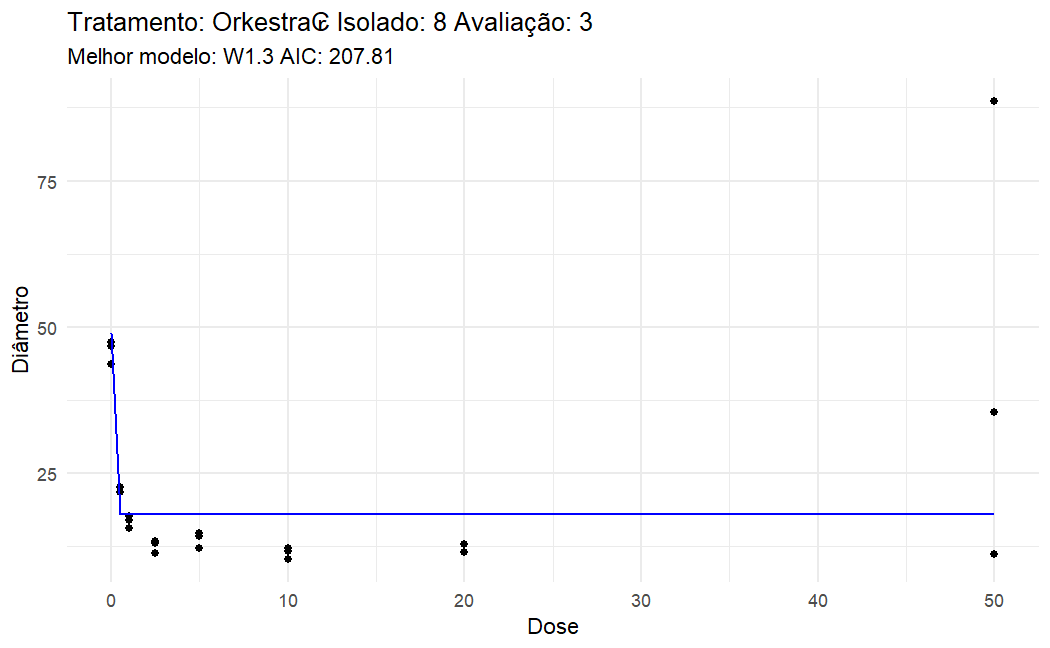 Tratamento: Orkestra₢ Isolado: 8 Avaliação: 3
Melhor modelo: W1.3 AIC: 207.81
75
50
25
Diâmetro
0 10 20 30 40 50
Dose